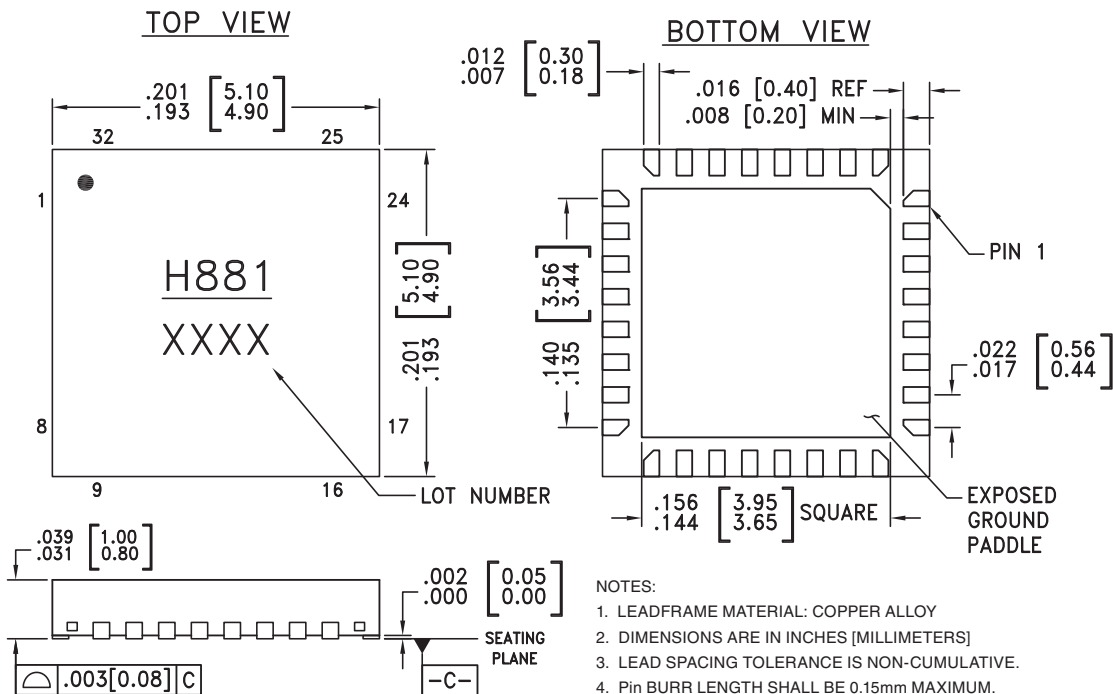 TOP VIEW
.201 [5.10]
.193 [4.90]
32 25
1 24
H881
XXXX
8 17
9 16
.201 [5.10]
.193 [4.90]
LOT NUMBER
BOTTOM VIEW
.012 [0.30]
.007 [0.18]
.016 [0.40] REF
.008 [0.20] MIN
PIN 1
.140 [3.56]
.135 [3.44]
.022 [0.56]
.017 [0.44]
.156 [3.95]
.144 [3.65] SQUARE
EXPOSED
GROUND
PADDLE
.039 [1.00]
.031 [0.80]
.002 [0.05]
.000 [0.00]
SEATING
PLANE
.003[0.08] C
-C-
NOTES:
1. LEADFRAME MATERIAL: COPPER ALLOY
2. DIMENSIONS ARE IN INCHES [MILLIMETERS]
3. LEAD SPACING TOLERANCE IS NON-CUMULATIVE.
4. Pin BURR LENGTH SHALL BE 0.15mm MAXIMUM.